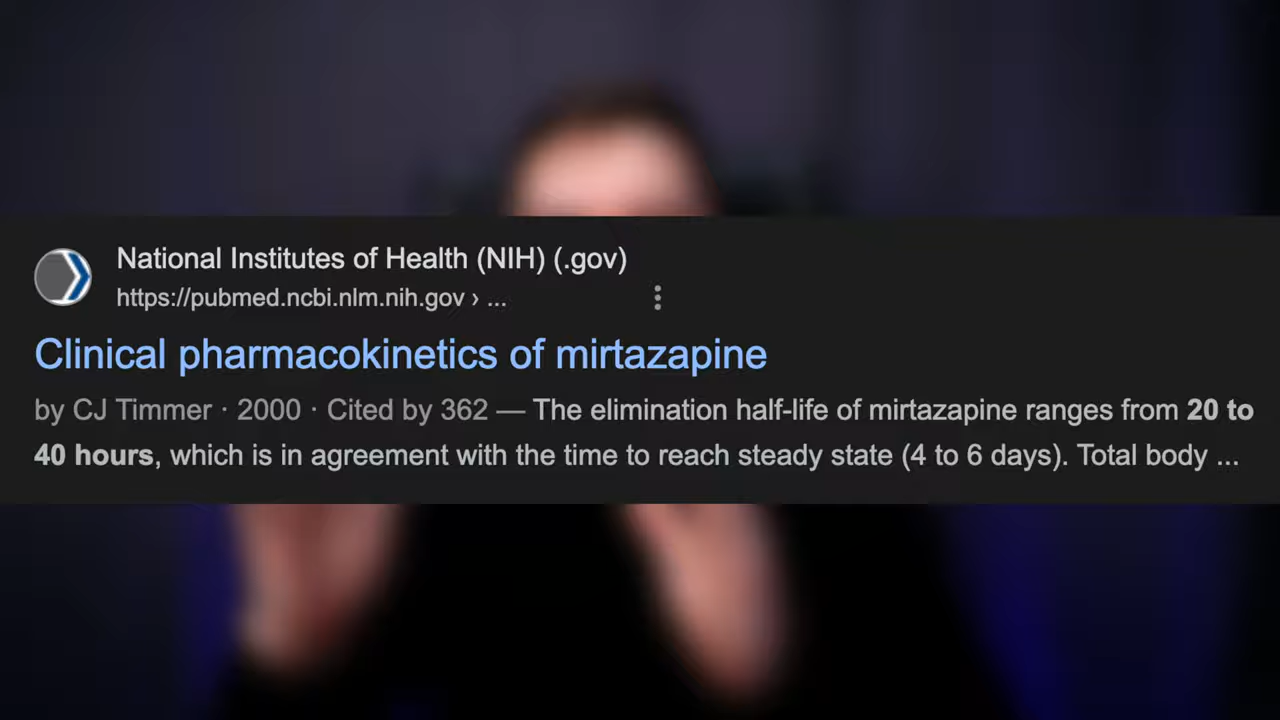 National Institutes of Health (NIH) (.gov)
https://pubmed.ncbi.nlm.nih.gov › ...
Clinical pharmacokinetics of mirtazapine
by CJ Timmer · 2000 · Cited by 362 — The elimination half-life of mirtazapine ranges from 20 to
40 hours, which is in agreement with the time to reach steady state (4 to 6 days). Total body ...